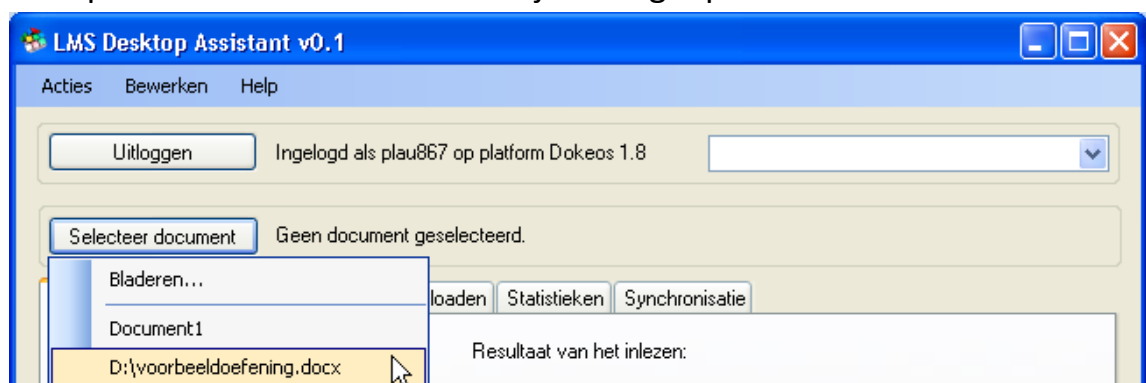 LMS Desktop Assistant v0.1
Acties Bewerken Help
Uitloggen Ingelogd als plau867 op platform Dokeos 1.8
Selecteer document Geen document geselecteerd.
Bladeren...
loaden Statistieken Synchronisatie
Document1
Resultaat van het inlezen:
D:\voorbeeldoefening.docx